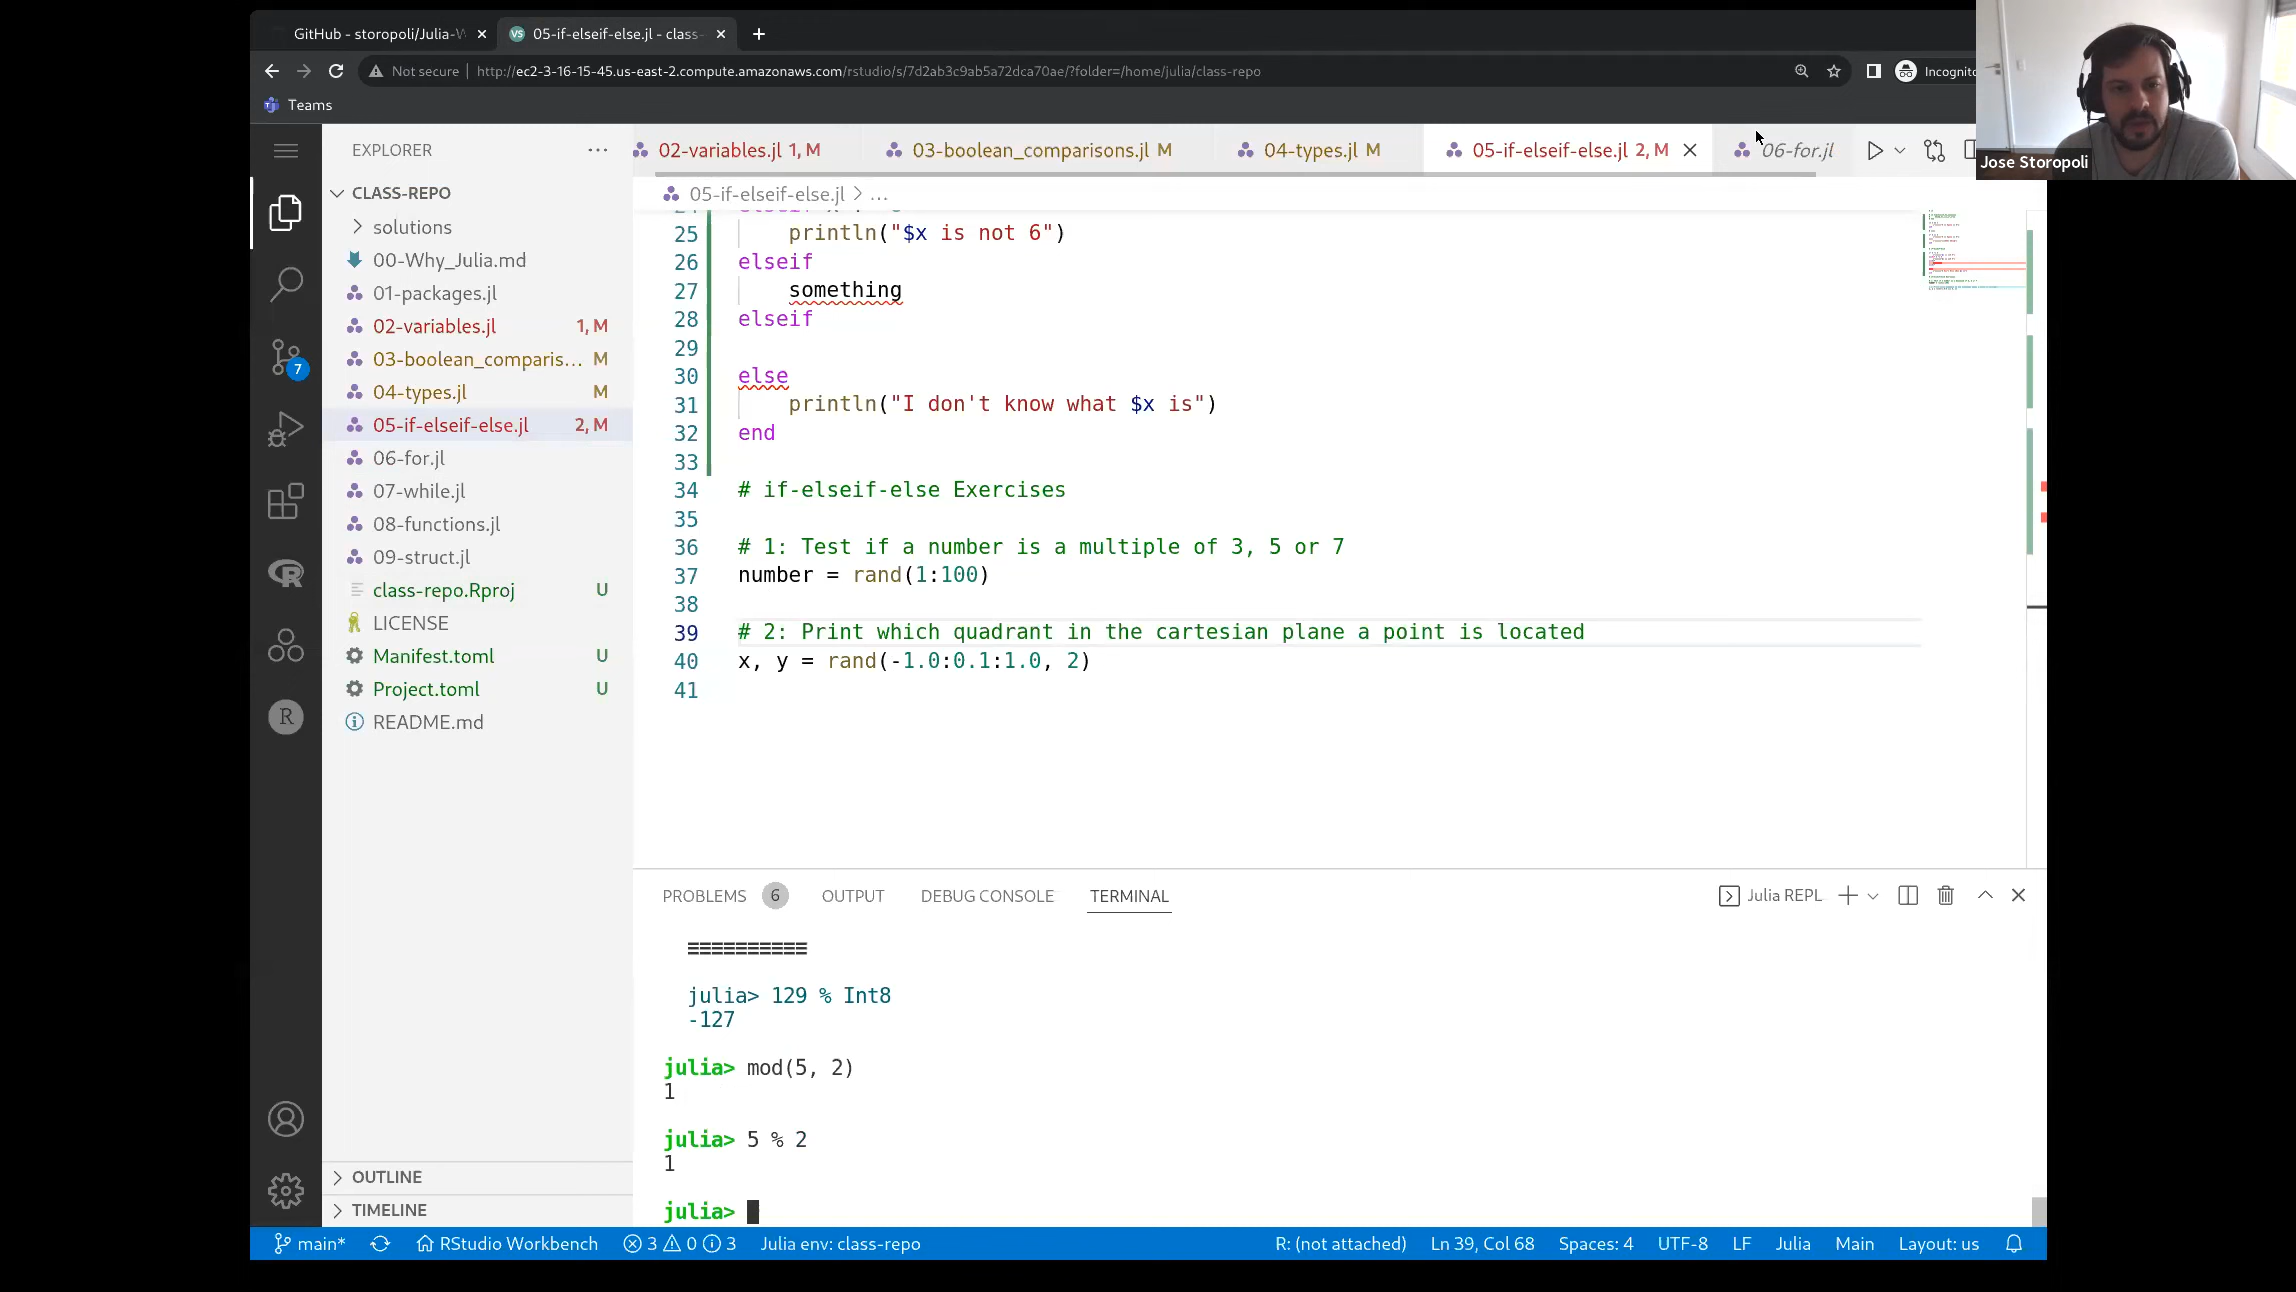 GitHub - storopoli/Julia-W
05-if-elseif-else.jl - class-
Not secure | http://ec2-3-16-15-45.us-east-2.compute.amazonaws.com/rstudio/s/7d2ab3c9ab5a72dca70ae/?folder=/home/julia/class-repo
Incognito
Teams
Jose Storopoli
EXPLORER
CLASS-REPO
solutions
00-Why_Julia.md
01-packages.jl
02-variables.jl 1, M
03-boolean_comparis... M
04-types.jl M
05-if-elseif-else.jl 2, M
06-for.jl
07-while.jl
08-functions.jl
09-struct.jl
class-repo.Rproj U
LICENSE
Manifest.toml U
Project.toml U
README.md
OUTLINE
TIMELINE
7
02-variables.jl 1, M
03-boolean_comparisons.jl M
04-types.jl M
05-if-elseif-else.jl 2, M
06-for.jl
05-if-elseif-else.jl > ...
25 println("$x is not 6")
26 elseif
27 something
28 elseif
29
30 else
31 println("I don't know what $x is")
32 end
33
34 # if-elseif-else Exercises
35
36 # 1: Test if a number is a multiple of 3, 5 or 7
37 number = rand(1:100)
38
39 # 2: Print which quadrant in the cartesian plane a point is located
40 x, y = rand(-1.0:0.1:1.0, 2)
41
PROBLEMS 6 OUTPUT DEBUG CONSOLE TERMINAL
Julia REPL
≡≡≡≡≡≡≡≡≡≡
julia> 129 % Int8
-127
julia> mod(5, 2)
1
julia> 5 % 2
1
julia>
main* RStudio Workbench 3 0 3 Julia env: class-repo
R: (not attached) Ln 39, Col 68 Spaces: 4 UTF-8 LF Julia Main Layout: us